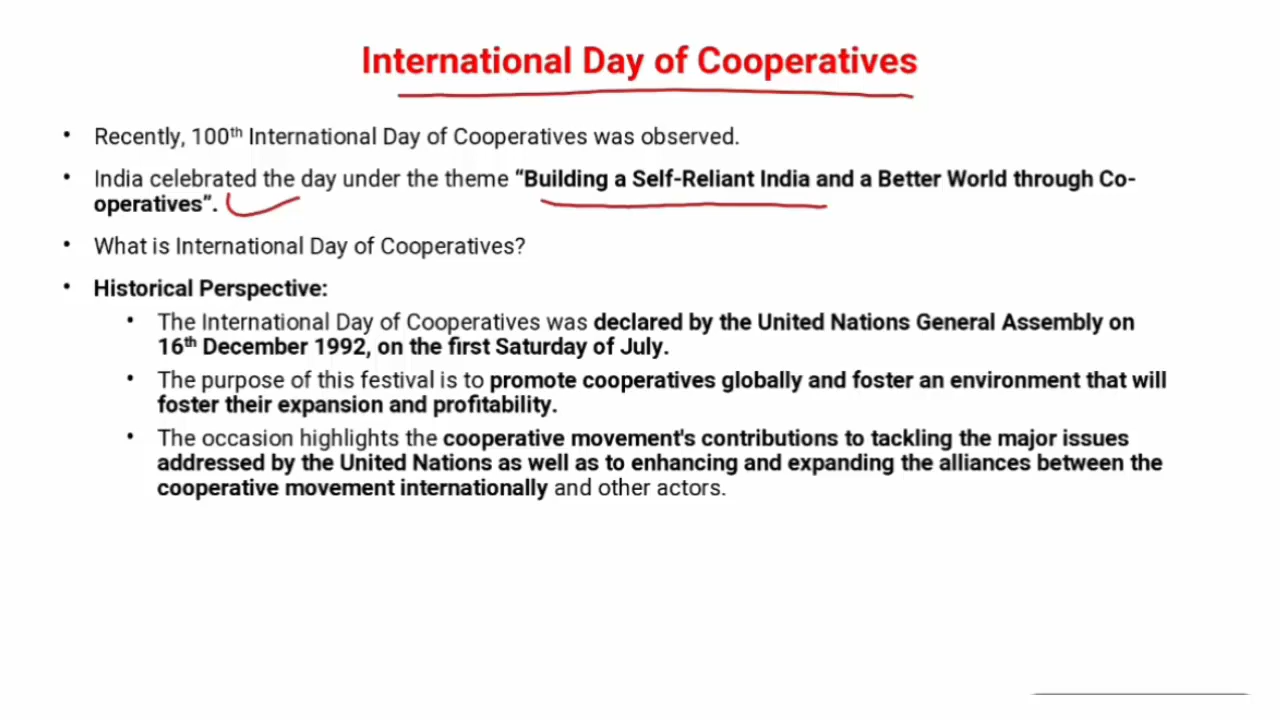 International Day of Cooperatives
• Recently, 100th International Day of Cooperatives was observed.
• India celebrated the day under the theme “Building a Self-Reliant India and a Better World through Co-
operatives”.
• What is International Day of Cooperatives?
• Historical Perspective:
• The International Day of Cooperatives was declared by the United Nations General Assembly on
16th December 1992, on the first Saturday of July.
• The purpose of this festival is to promote cooperatives globally and foster an environment that will
foster their expansion and profitability.
• The occasion highlights the cooperative movement's contributions to tackling the major issues
addressed by the United Nations as well as to enhancing and expanding the alliances between the
cooperative movement internationally and other actors.